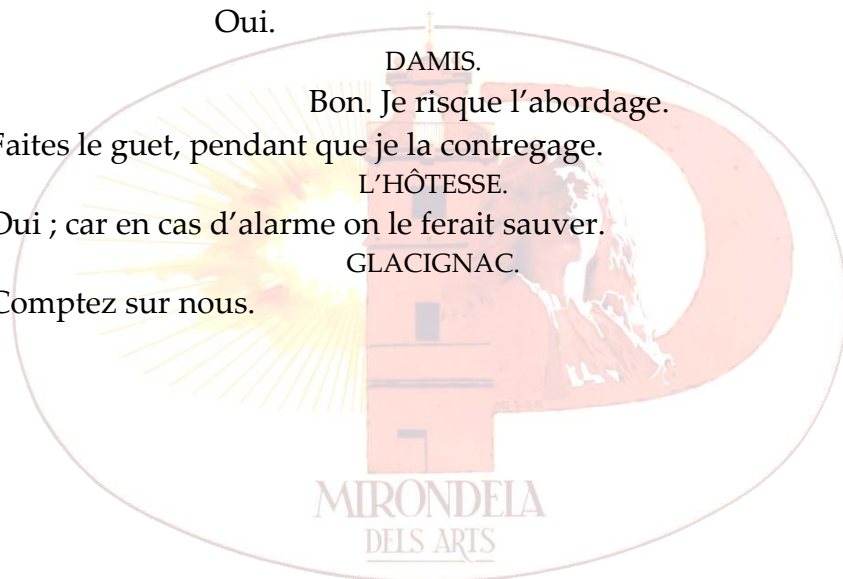 Oui.
DAMIS.
Bon. Je risque l’abordage.
Faites le guet, pendant que je la contregage.
L’HÔTESSE.
Oui ; car en cas d’alarme on le ferait sauver.
GLACIGNAC.
Comptez sur nous.
MIRONDELA
DELS ARTS